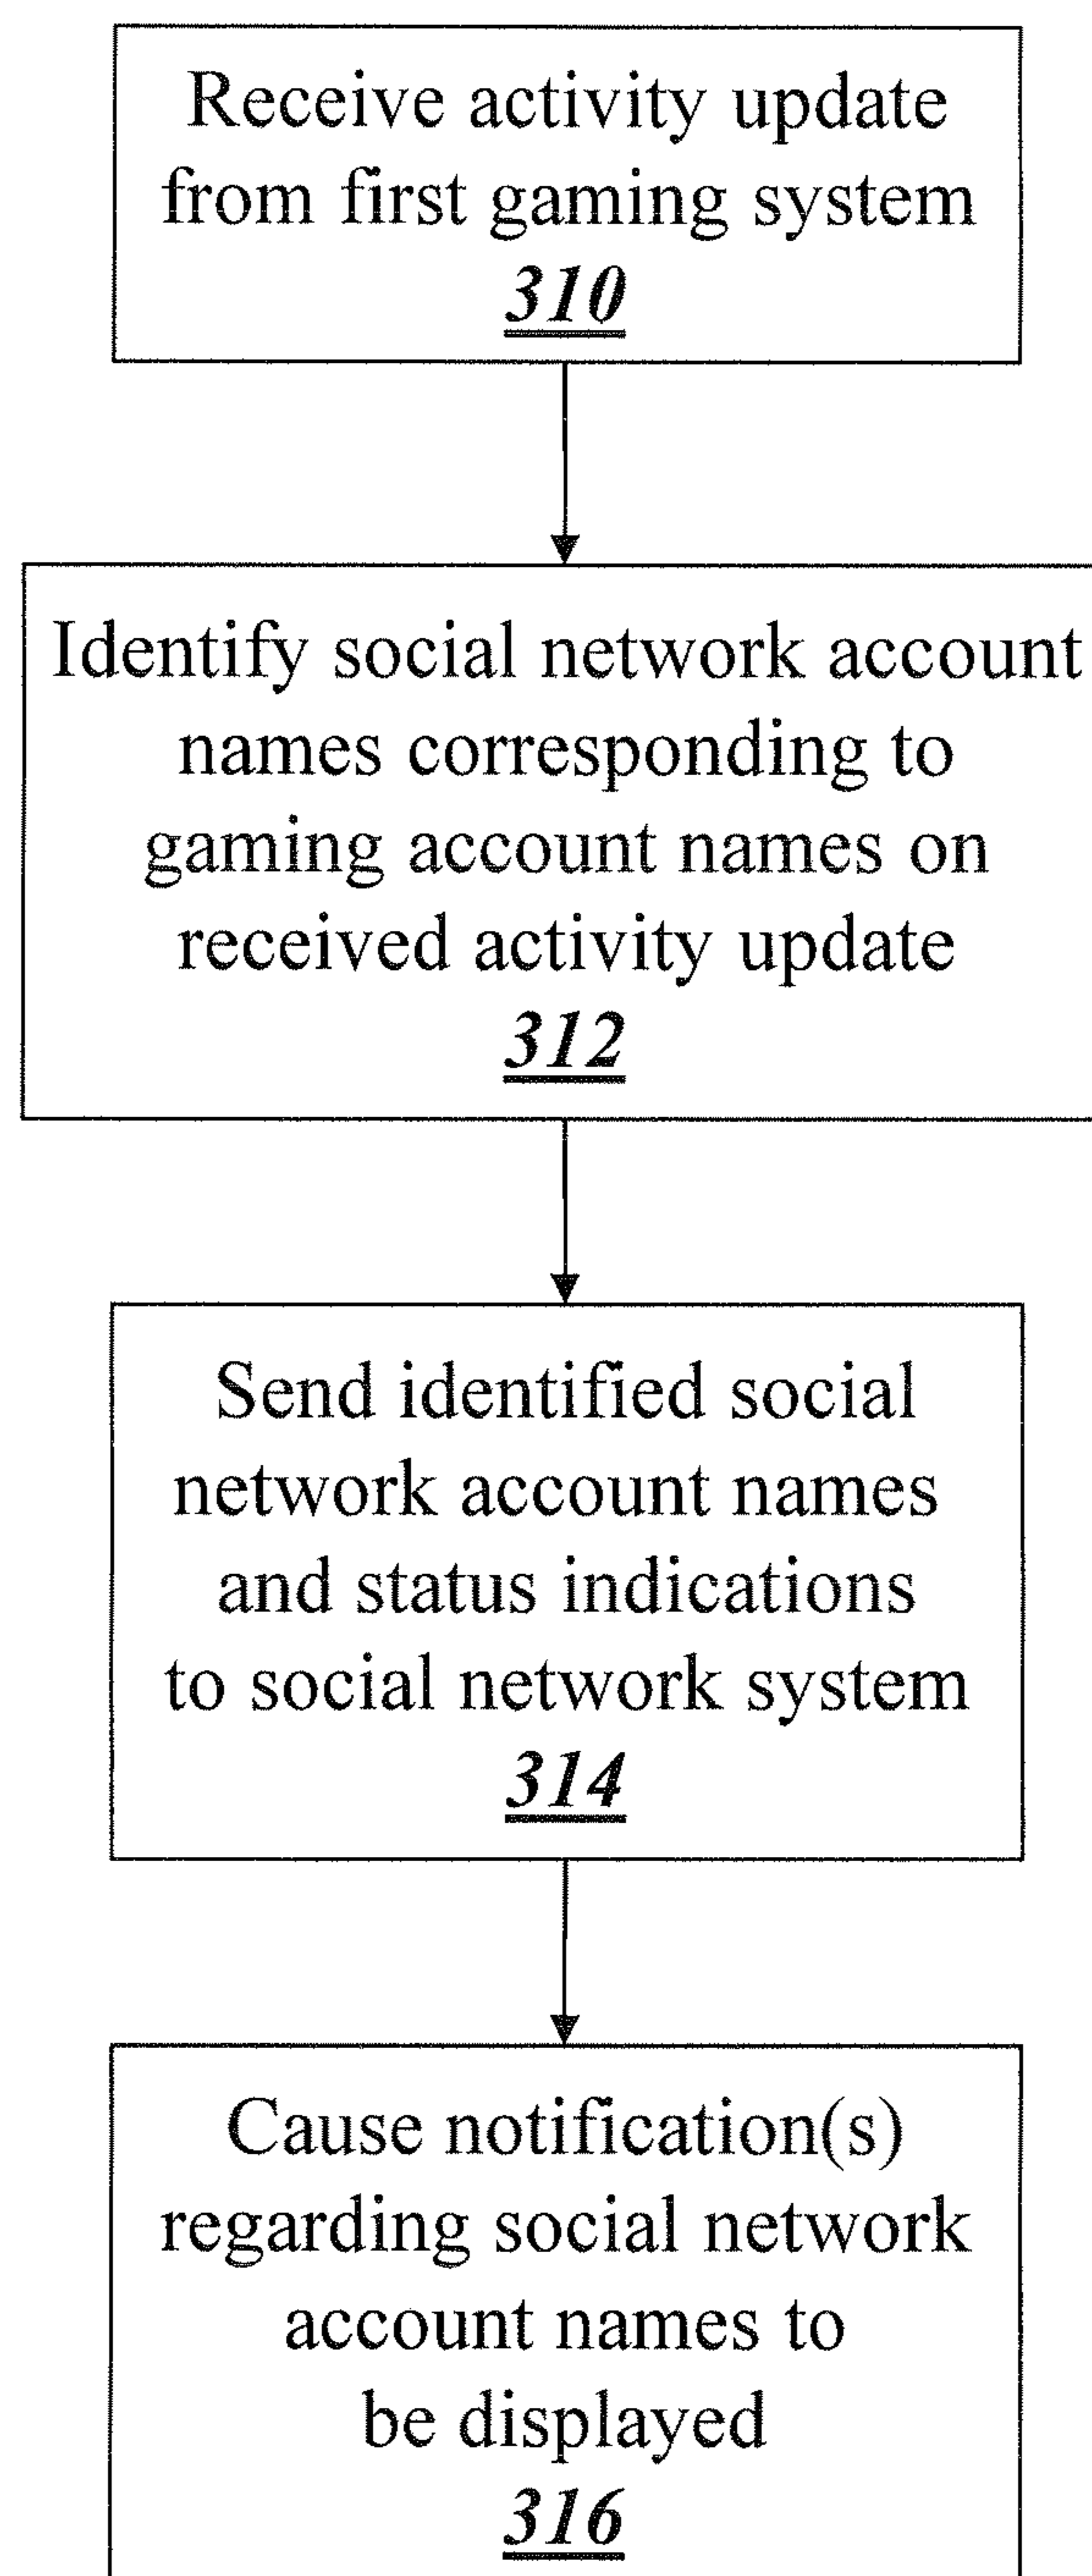 Receive activity update
from first gaming system
310
Identify social network account
names corresponding to
gaming account names on
received activity update
312
Send identified social
network account names
and status indications
to social network system
314
Cause notification(s)
regarding social network
account names to
be displayed
316